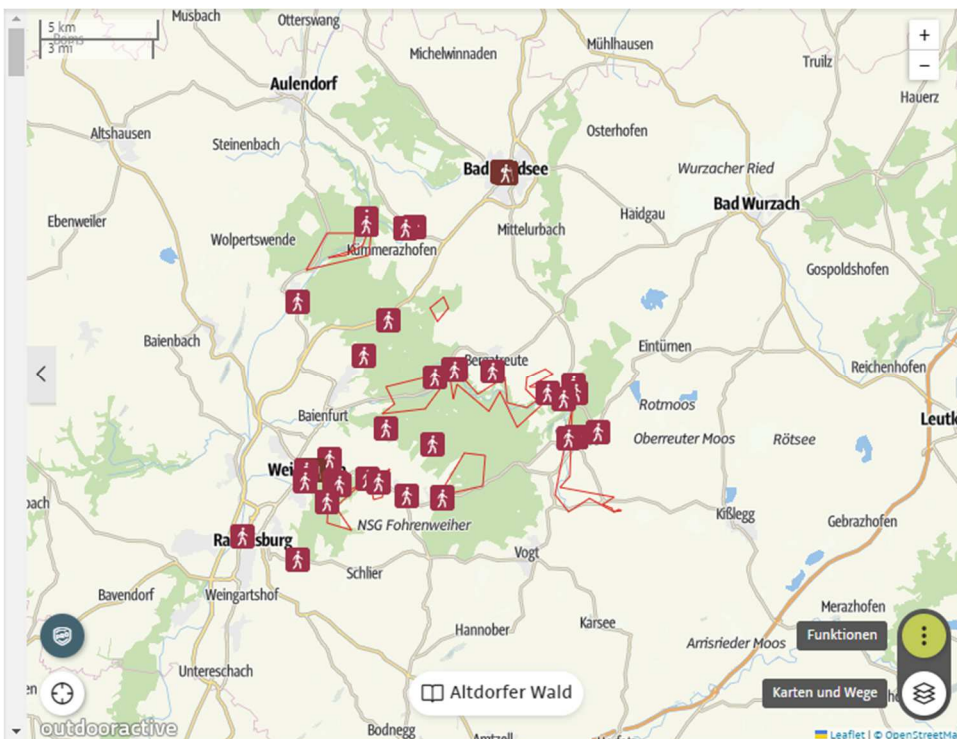 5 km
3 mi
Musbach
Otterswang
Michelwinnaden
Mühlhausen
Truilz
+
−
Aulendorf
Hauerz
Altshausen
Steinenbach
Osterhofen
Wurzacher Ried
Bad Wurzach
Ebenweiler
Wolpertswende
Kümmerazhofen
Mittelurbach
Haidgau
Gospoldshofen
Baienbach
Bergatreute
Eintürnen
Reichenhofen
Baienfurt
Rotmoos
Oberreuter Moos
Rötsee
NSG Fohrenweiher
Kißlegg
Gebrazhofen
Vogt
Schlier
Bavendorf
Weingartshof
Hannober
Karsee
Merazhofen
Arrisrieder Moos
Funktionen
Untereschach
Altdorfer Wald
Karten und Wege
outdooractive
Bodnegg
Leaflet | © OpenStreetMa